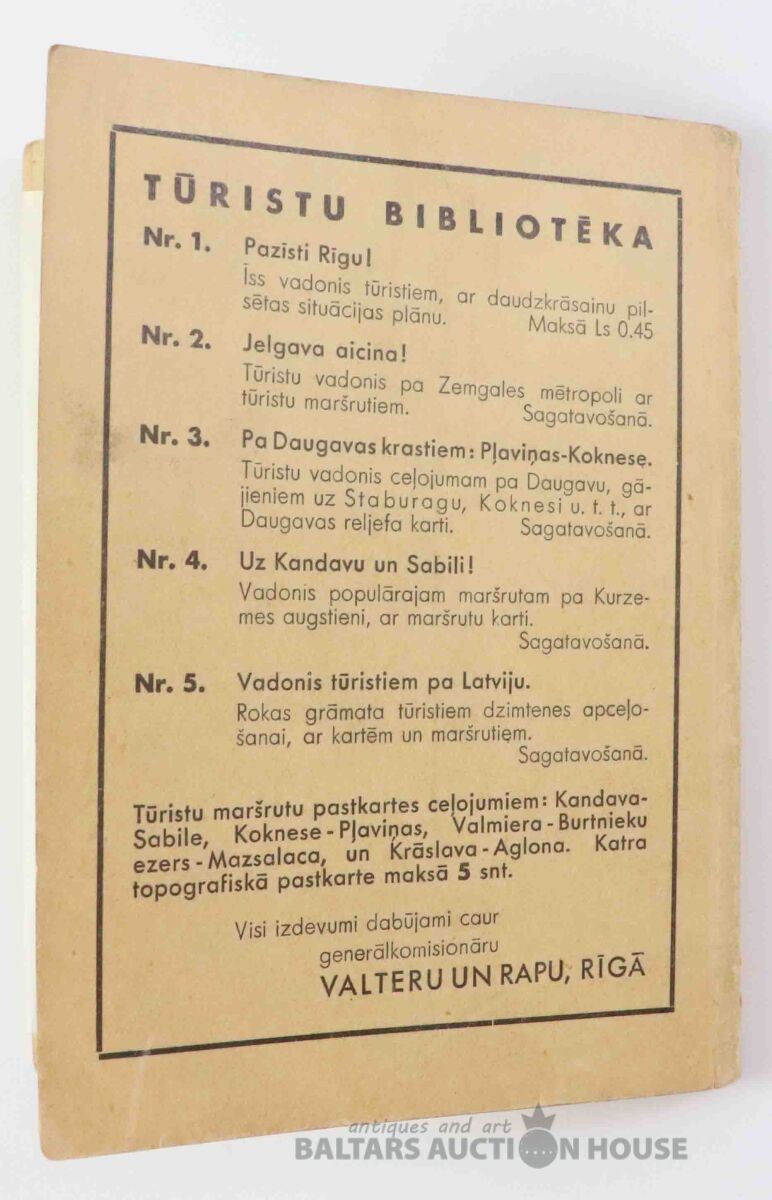 TŪRISTU BIBLIOTĒKA
Nr. 1. Pazīsti Rīgu!
Īss vadonis tūristiem, ar daudzkrāsainu pil-
sētas situācijas plānu. Maksā Ls 0.45
Nr. 2. Jelgava aicina!
Tūristu vadonis pa Zemgales mētropoli ar
tūristu maršrutiem. Sagatavošanā.
Nr. 3. Pa Daugavas krastiem: Pļaviņas-Koknese.
Tūristu vadonis ceļojumam pa Daugavu, gā-
jieniem uz Staburagu, Koknesi u. t. t., ar
Daugavas reljefa karti. Sagatavošanā.
Nr. 4. Uz Kandavu un Sabili!
Vadonis populārajam maršrutam pa Kurze-
mes augstieni, ar maršrutu karti.
Sagatavošanā.
Nr. 5. Vadonis tūristiem pa Latviju.
Rokas grāmata tūristiem dzimtenes apceļo-
šanai, ar kartēm un maršrutiem.
Sagatavošanā.
Tūristu maršrutu pastkartes ceļojumiem: Kandava-
Sabile, Koknese-Pļaviņas, Valmiera-Burtnieku
ezers-Mazsalaca, un Krāslava-Aglona. Katra
topografiskā pastkarte maksā 5 snt.
Visi izdevumi dabūjami caur
generālkomisionāru
VALTERU UN RAPU, RĪGĀ
antiques and art
BALTARS AUCTION HOUSE